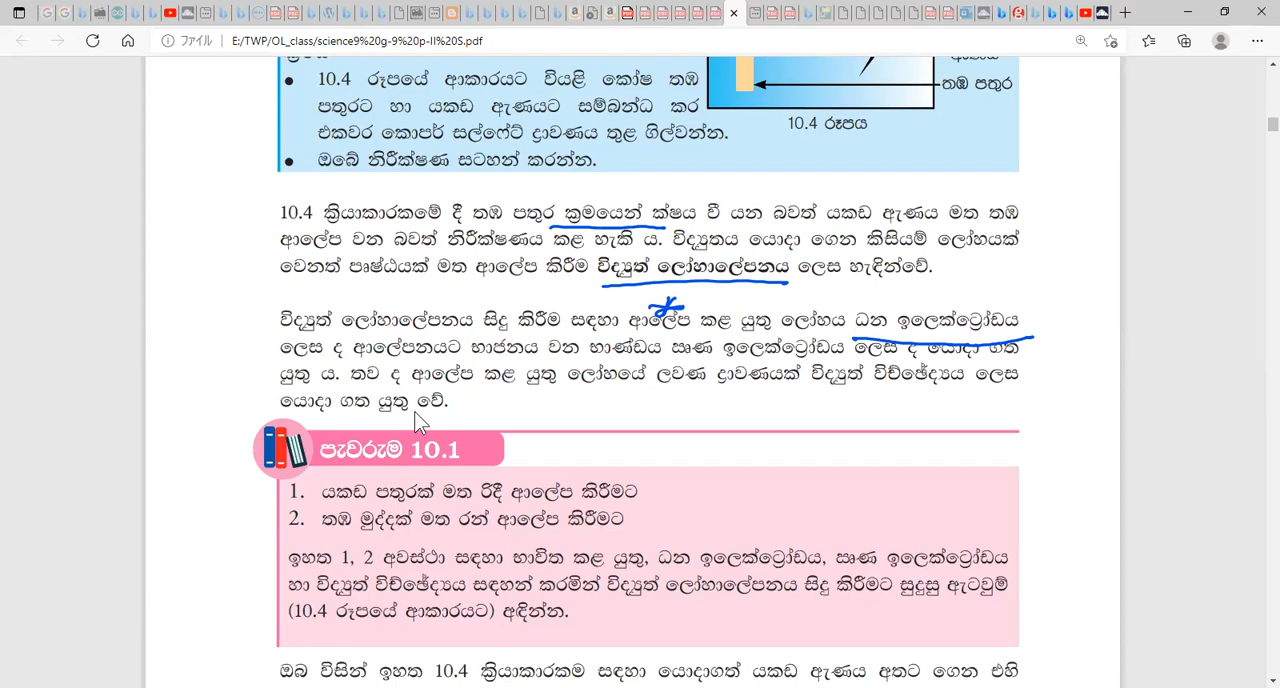 ෆයිල්
E:/TWP/OL_class/science9%20g-9%20p-II%20S.pdf
10.4 රූපයේ ආකාරයට වියළි කෝෂ තඹ
පතුරට හා යකඩ ඇණයට සම්බන්ධ කර
එකවර කොපර් සල්ෆේට් ද්‍රාවණය තුළ ගිල්වන්න.
ඔබේ නිරීක්ෂණ සටහන් කරන්න.
තඹ පතුර
10.4 රූපය
10.4 ක්‍රියාකාරකමේ දී තඹ පතුර ක්‍රමයෙන් ක්ෂය වී යන බවත් යකඩ ඇණය මත තඹ
ආලේප වන බවත් නිරීක්ෂණය කළ හැකි ය. විද්‍යුතය යොදා ගෙන කිසියම් ලෝහයක්
වෙනත් පෘෂ්ඨයක් මත ආලේප කිරීම විද්‍යුත් ලෝහාලේපනය ලෙස හැඳින්වේ.
විද්‍යුත් ලෝහාලේපනය සිදු කිරීම සඳහා ආලේප කළ යුතු ලෝහය ධන ඉලෙක්ට්‍රෝඩය
ලෙස ද ආලේපනයට භාජනය වන භාණ්ඩය ඍණ ඉලෙක්ට්‍රෝඩය ලෙස ද යොදා ගත
යුතු ය. තව ද ආලේප කළ යුතු ලෝහයේ ලවණ ද්‍රාවණයක් විද්‍යුත් විච්ඡේද්‍යය ලෙස
යොදා ගත යුතු වේ.
පැවරුම 10.1
1. යකඩ පතුරක් මත රිදී ආලේප කිරීමට
2. තඹ මුද්දක් මත රන් ආලේප කිරීමට
ඉහත 1, 2 අවස්ථා සඳහා භාවිත කළ යුතු, ධන ඉලෙක්ට්‍රෝඩය, ඍණ ඉලෙක්ට්‍රෝඩය
හා විද්‍යුත් විච්ඡේද්‍යය සඳහන් කරමින් විද්‍යුත් ලෝහාලේපනය සිදු කිරීමට සුදුසු ඇටවුම්
(10.4 රූපයේ ආකාරයට) අඳින්න.
ඔබ විසින් ඉහත 10.4 ක්‍රියාකාරකම සඳහා යොදාගත් යකඩ ඇණය අතට ගෙන එහි